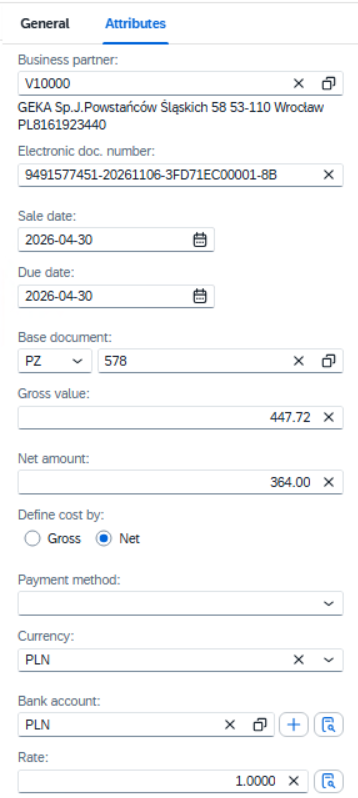 General Attributes
Business partner:
V10000
GEKA Sp.J.Powstańców Śląskich 58 53-110 Wrocław
PL8161923440
Electronic doc. number:
9491577451-20261106-3FD71EC00001-8B
Sale date:
2026-04-30
Due date:
2026-04-30
Base document:
PZ 578
Gross value:
447.72
Net amount:
364.00
Define cost by:
Gross Net
Payment method:
Currency:
PLN
Bank account:
PLN
Rate:
1.0000